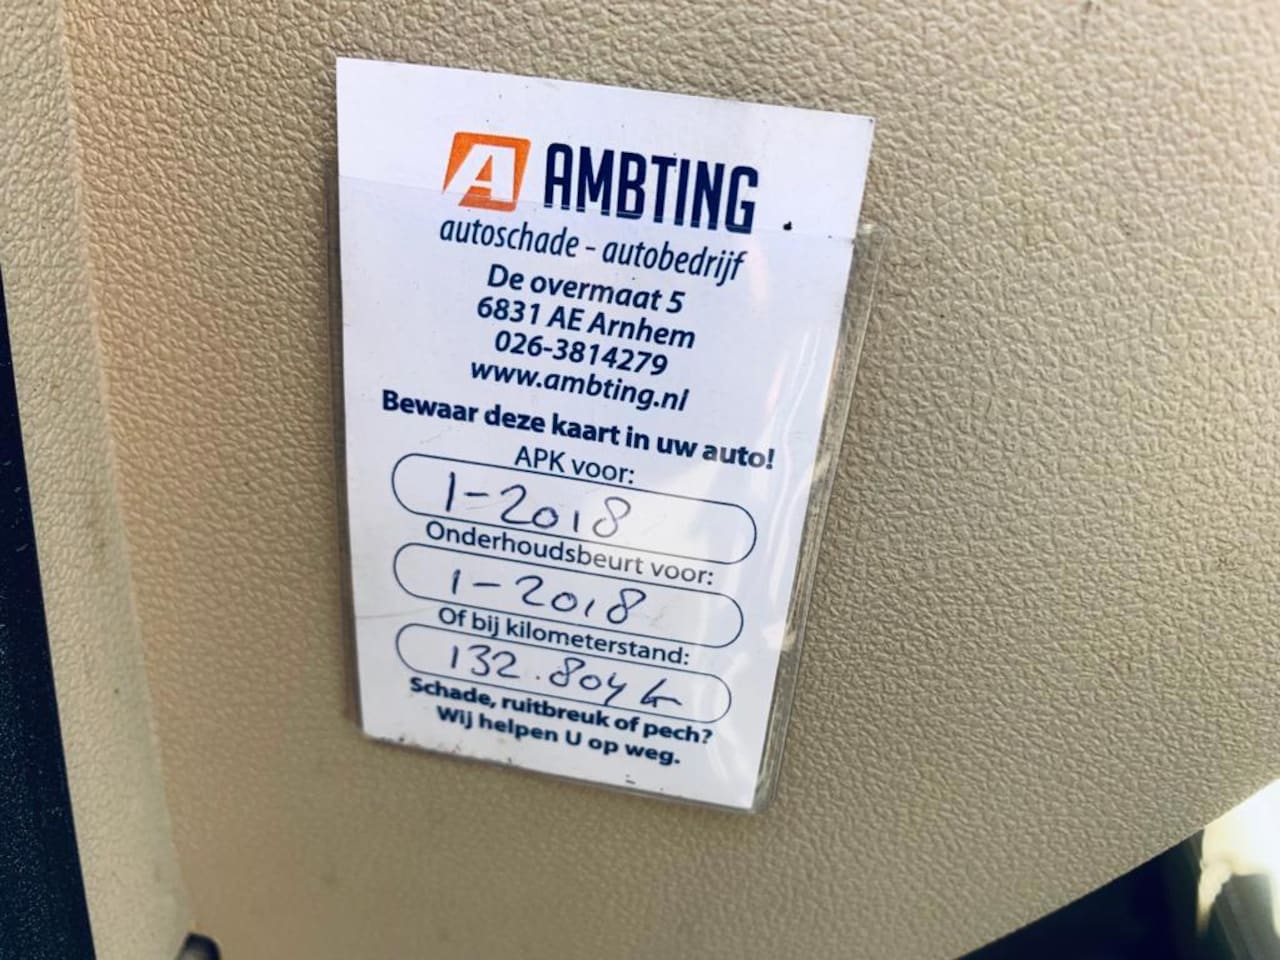 A AMBTING
autoschade - autobedrijf
De overmaat 5
6831 AE Arnhem
026-3814279
www.ambting.nl
Bewaar deze kaart in uw auto!
APK voor:
1-2018
Onderhoudsbeurt voor:
1-2018
Of bij kilometerstand:
132.804
Schade, ruitbreuk of pech?
Wij helpen U op weg.